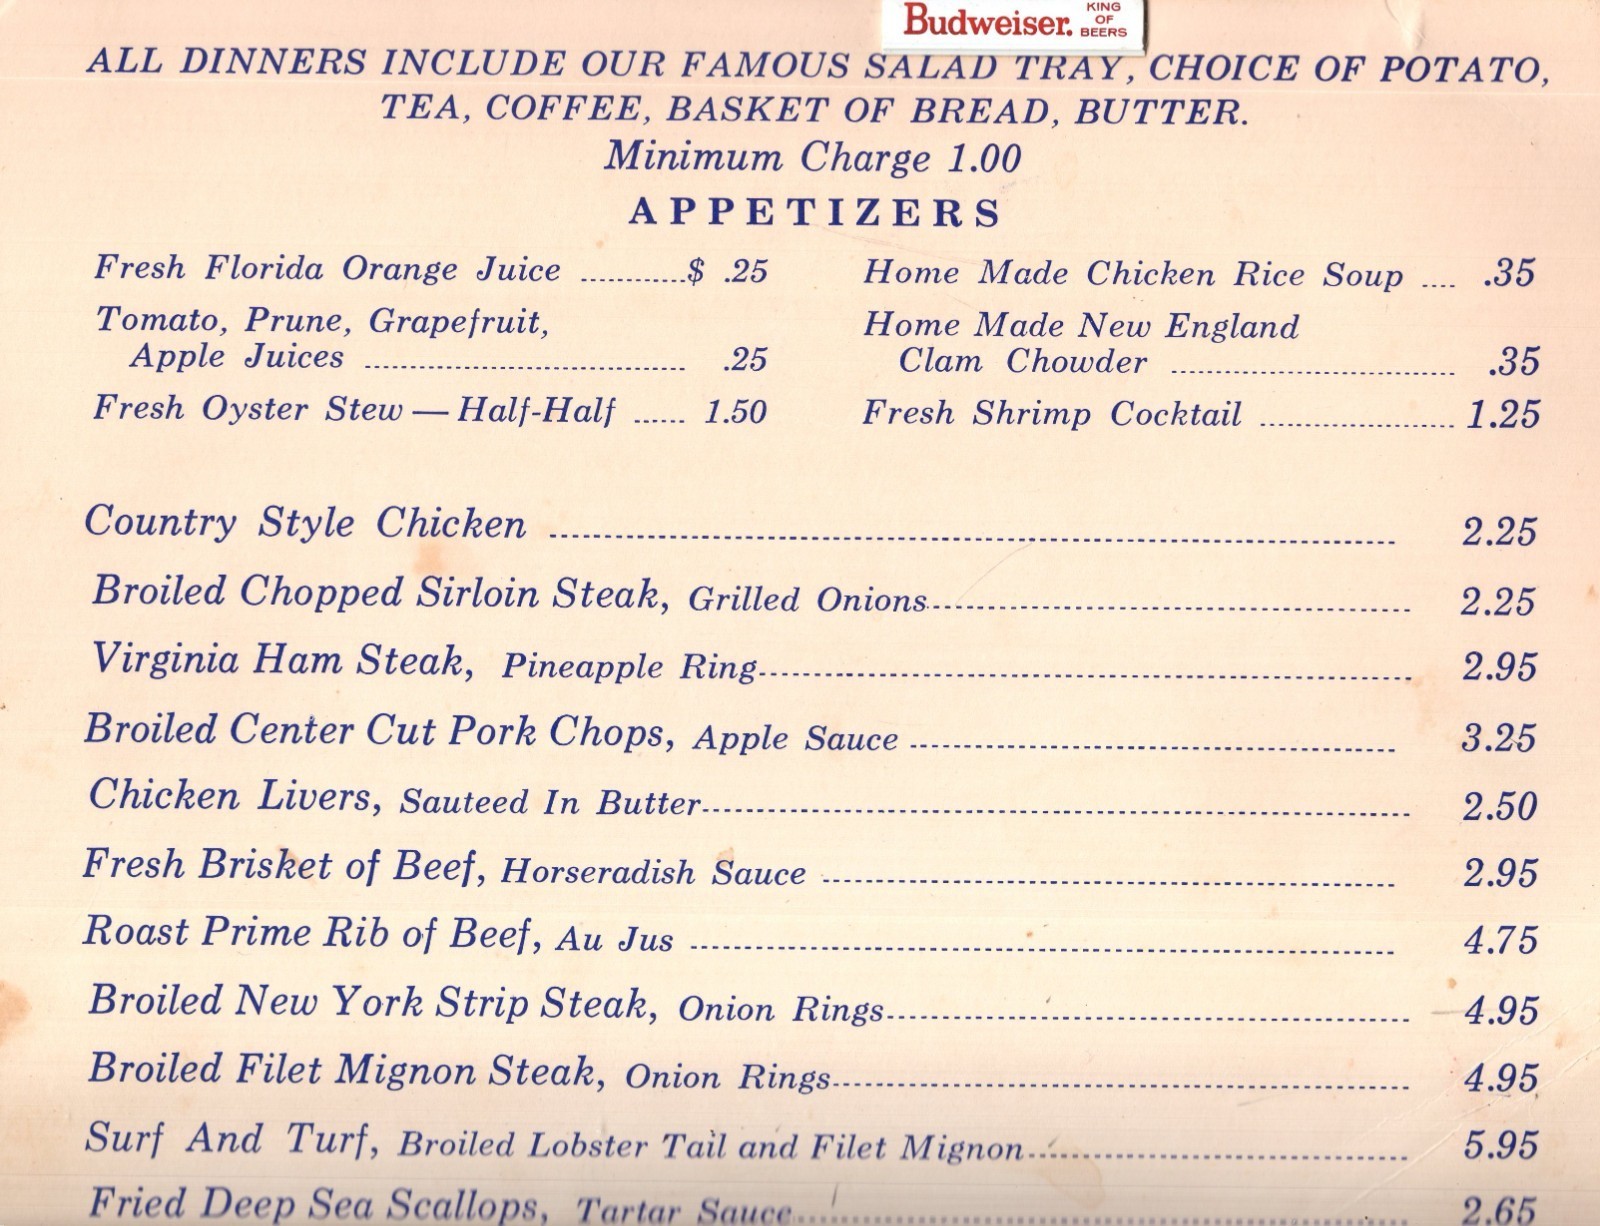 Budweiser. KING OF BEERS
ALL DINNERS INCLUDE OUR FAMOUS SALAD TRAY, CHOICE OF POTATO,
TEA, COFFEE, BASKET OF BREAD, BUTTER.
Minimum Charge 1.00
APPETIZERS
Fresh Florida Orange Juice ............$ .25
Tomato, Prune, Grapefruit,
Apple Juices .................................... .25
Fresh Oyster Stew — Half-Half ...... 1.50
Home Made Chicken Rice Soup .... .35
Home Made New England
Clam Chowder ................................ .35
Fresh Shrimp Cocktail ...................... 1.25
Country Style Chicken ........................ 2.25
Broiled Chopped Sirloin Steak, Grilled Onions........................ 2.25
Virginia Ham Steak, Pineapple Ring........................ 2.95
Broiled Center Cut Pork Chops, Apple Sauce ........................ 3.25
Chicken Livers, Sauteed In Butter........................ 2.50
Fresh Brisket of Beef, Horseradish Sauce ........................ 2.95
Roast Prime Rib of Beef, Au Jus ........................ 4.75
Broiled New York Strip Steak, Onion Rings........................ 4.95
Broiled Filet Mignon Steak, Onion Rings........................ 4.95
Surf And Turf, Broiled Lobster Tail and Filet Mignon........................ 5.95
Fried Deep Sea Scallops, Tartar Sauce........................ 2.65